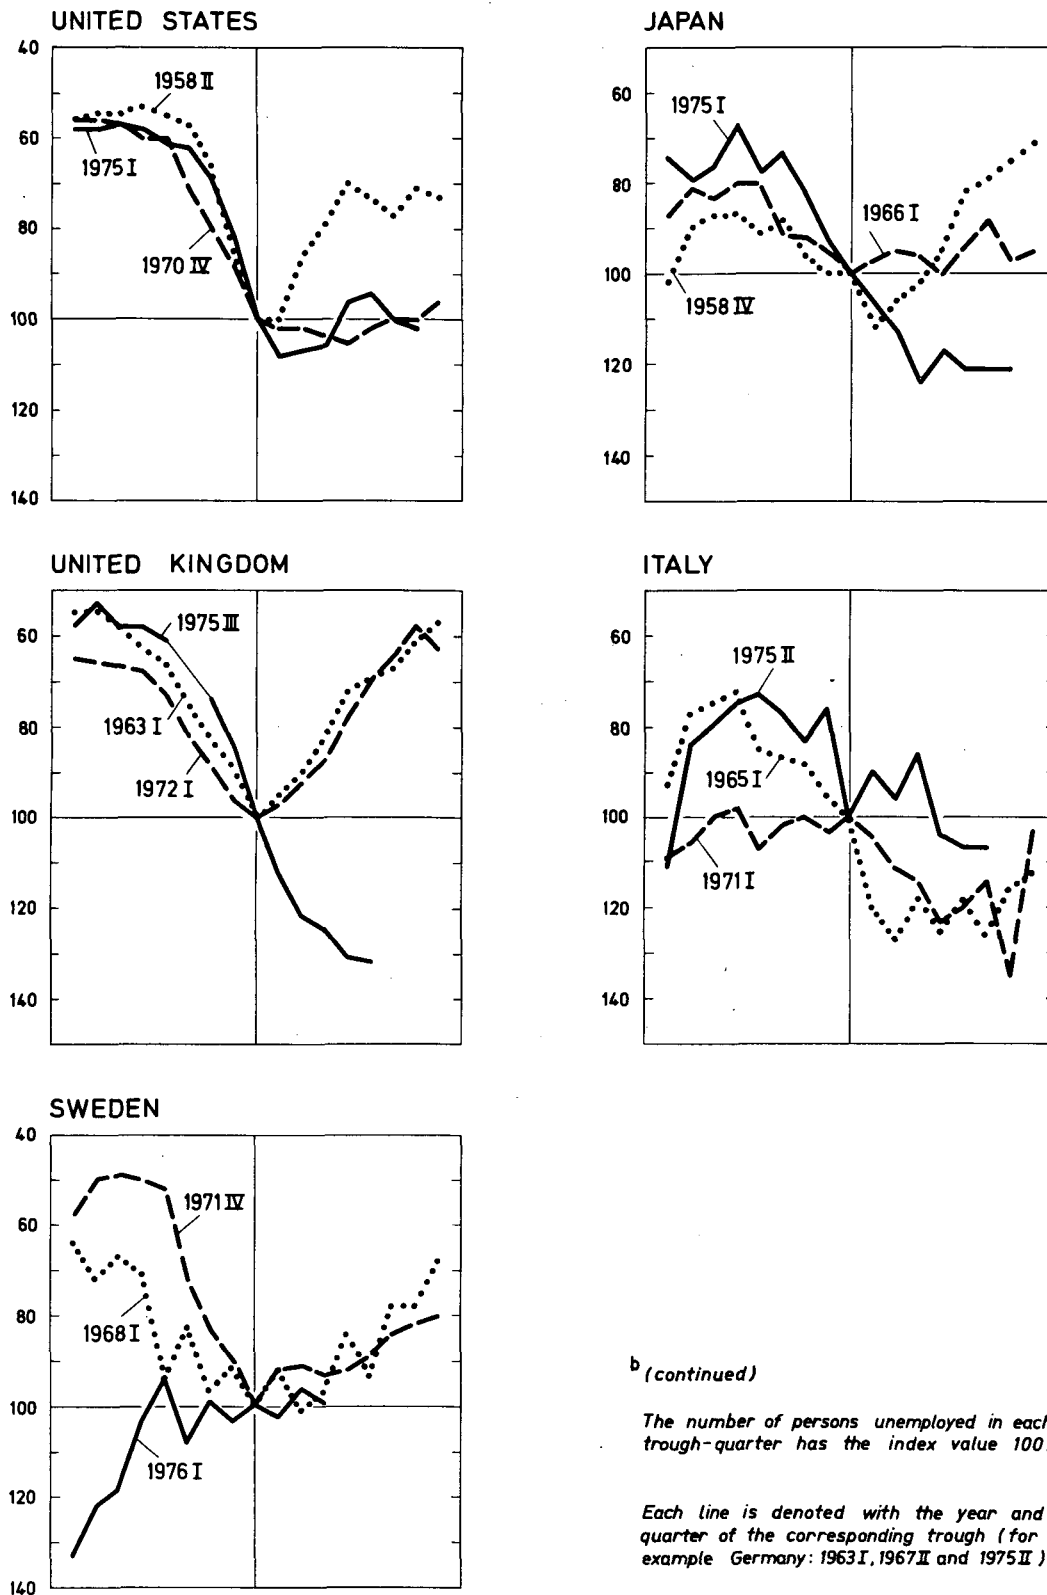 UNITED STATES
40
60
80
100
120
140
1958 II
1975 I
1970 IV
JAPAN
60
80
100
120
140
1975 I
1966 I
1958 IV
UNITED KINGDOM
60
80
100
120
140
1975 III
1963 I
1972 I
ITALY
60
80
100
120
140
1975 II
1965 I
1971 I
SWEDEN
40
60
80
100
120
140
1971 IV
1968 I
1976 I
b (continued)
The number of persons unemployed in each
trough-quarter has the index value 100.
Each line is denoted with the year and
quarter of the corresponding trough (for
example Germany: 1963 I, 1967 II and 1975 II)